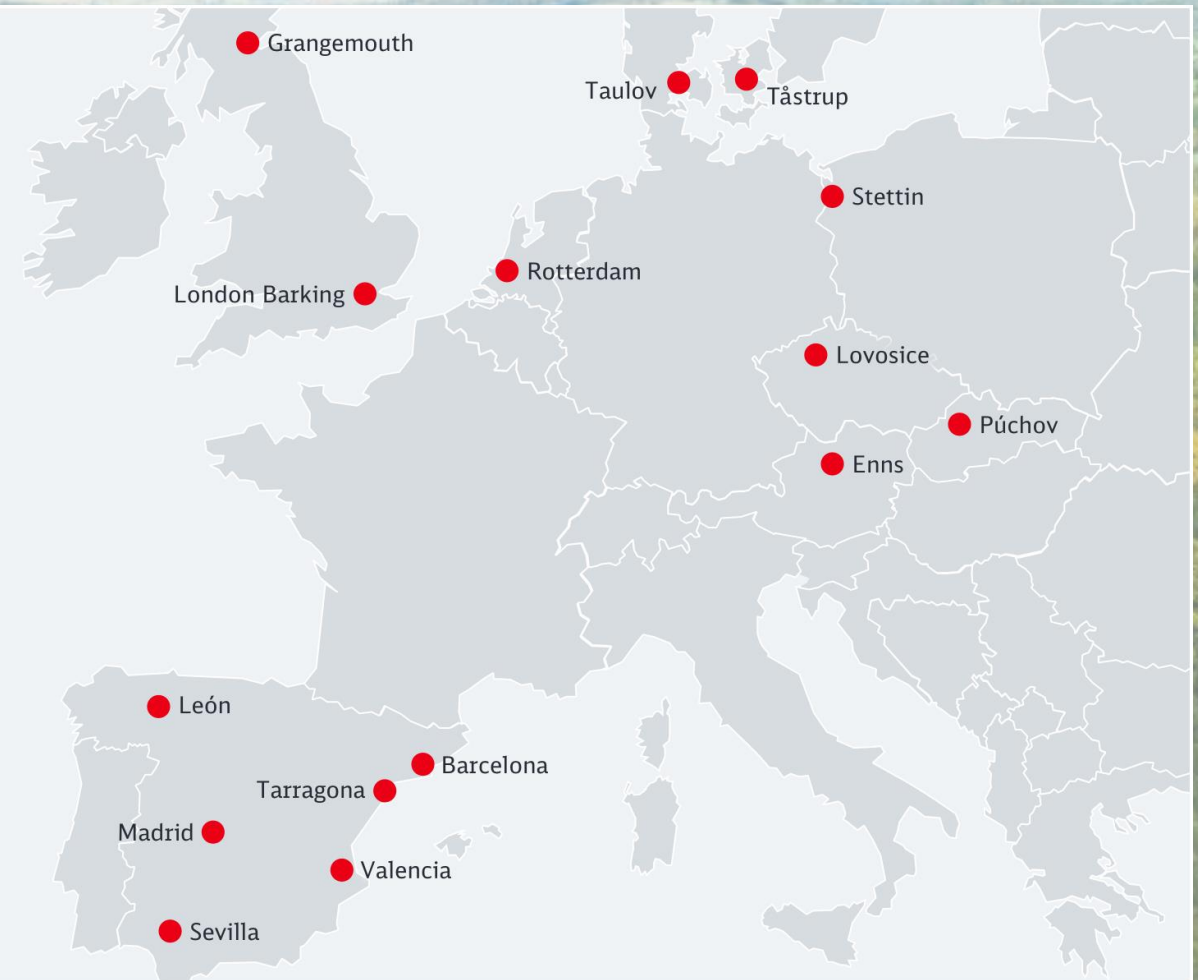 Grangemouth
Taulov
Tåstrup
Stettin
Rotterdam
London Barking
Lovosice
Púchov
Enns
León
Barcelona
Tarragona
Madrid
Valencia
Sevilla